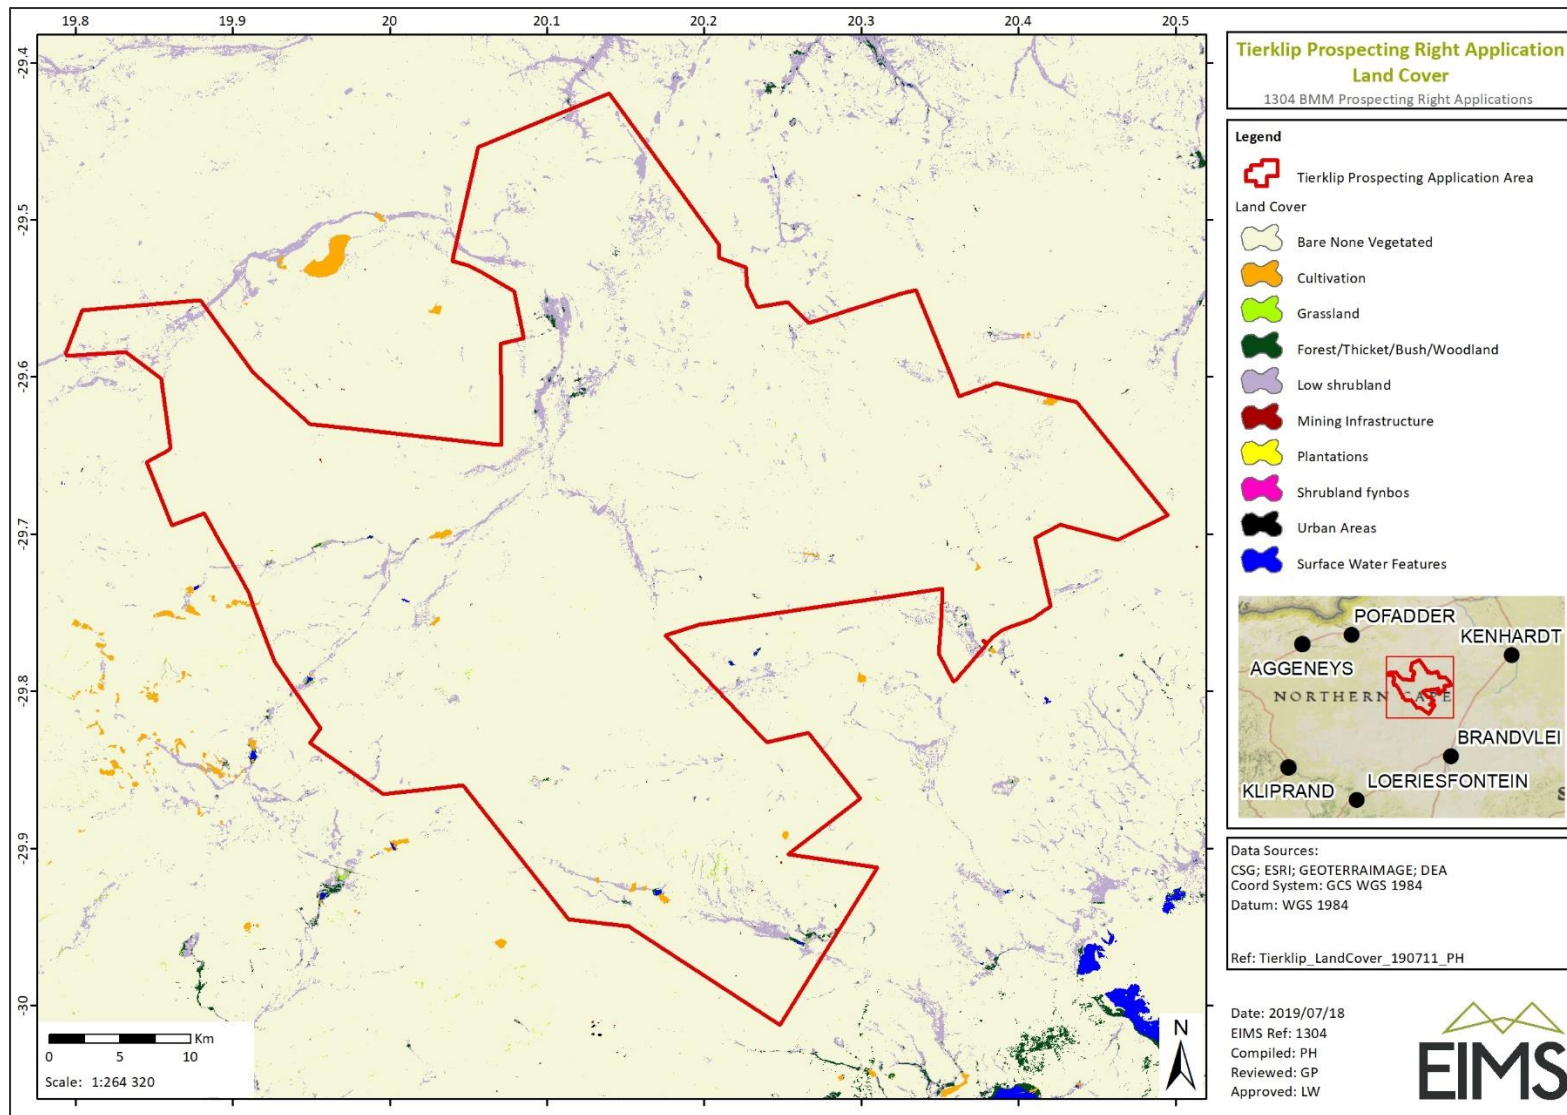 19.8 19.9 20 20.1 20.2 20.3 20.4 20.5
29.4
29.5
29.6
29.7
29.8
29.9
30
0 5 10 Km
Scale: 1:264 320
N
Tierklip Prospecting Right Application
Land Cover
1304 BMM Prospecting Right Applications
Legend
Tierklip Prospecting Application Area
Land Cover
Bare None Vegetated
Cultivation
Grassland
Forest/Thicket/Bush/Woodland
Low shrubland
Mining Infrastructure
Plantations
Shrubland fynbos
Urban Areas
Surface Water Features
POFADDER
KENHARDT
AGGENEYS
NORTHERN CAPE
BRANDVLEI
LOERIESFONTEIN
KLIPRAND
S
Data Sources:
CSG; ESRI; GEOTERRAIMAGE; DEA
Coord System: GCS WGS 1984
Datum: WGS 1984
Ref: Tierklip_LandCover_190711_PH
Date: 2019/07/18
EIMS Ref: 1304
Compiled: PH
Reviewed: GP
Approved: LW
EIMS